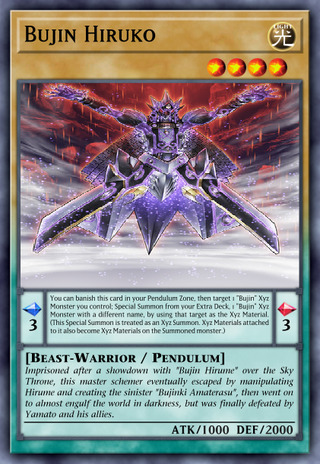 Bujin Hiruko
LIGHT
光
You can banish this card in your Pendulum Zone, then target 1 "Bujin" Xyz
Monster you control; Special Summon from your Extra Deck, 1 "Bujin" Xyz
Monster with a different name, by using that target as the Xyz Material.
(This Special Summon is treated as an Xyz Summon. Xyz Materials attached
to it also become Xyz Materials on the Summoned monster.)
3
3
[Beast-Warrior / Pendulum]
Imprisoned after a showdown with "Bujin Hirume" over the Sky
Throne, this master schemer eventually escaped by manipulating
Hirume and creating the sinister "Bujinki Amaterasu", then went on
to almost engulf the world in darkness, but was finally defeated by
Yamato and his allies.
ATK/1000 DEF/2000